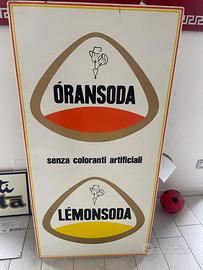 ÓRANSODA
senza coloranti artificiali
LÉMONSODA